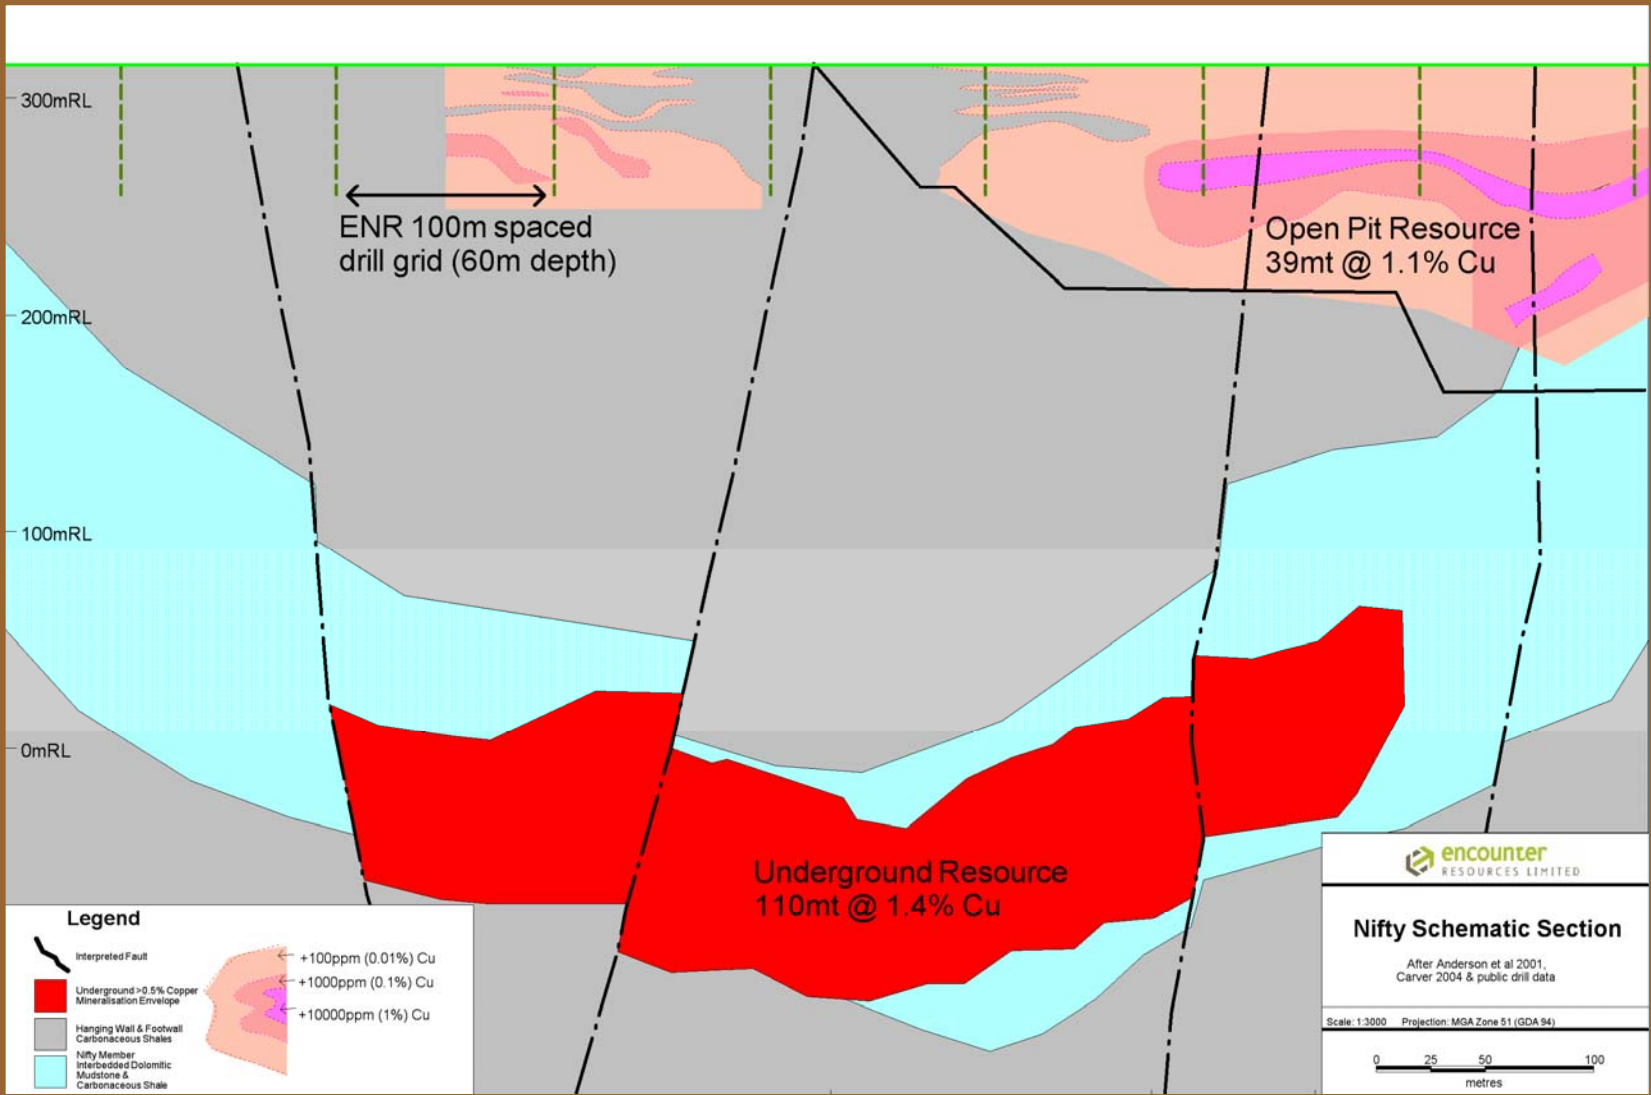 300mRL
ENR 100m spaced
drill grid (60m depth)
Open Pit Resource
39mt @ 1.1% Cu
200mRL
100mRL
0mRL
Underground Resource
110mt @ 1.4% Cu
Legend
Interpreted Fault
Underground >0.5% Copper
Mineralisation Envelope
Hanging Wall & Footwall
Carbonaceous Shales
Nifty Member
Interbedded Dolomitic
Mudstone &
Carbonaceous Shale
+100ppm (0.01%) Cu
+1000ppm (0.1%) Cu
+10000ppm (1%) Cu
encounter
RESOURCES LIMITED
Nifty Schematic Section
After Anderson et al 2001,
Carver 2004 & public drill data
Scale: 1:3000 Projection: MGA Zone 51 (GDA 94)
0 25 50 100
metres